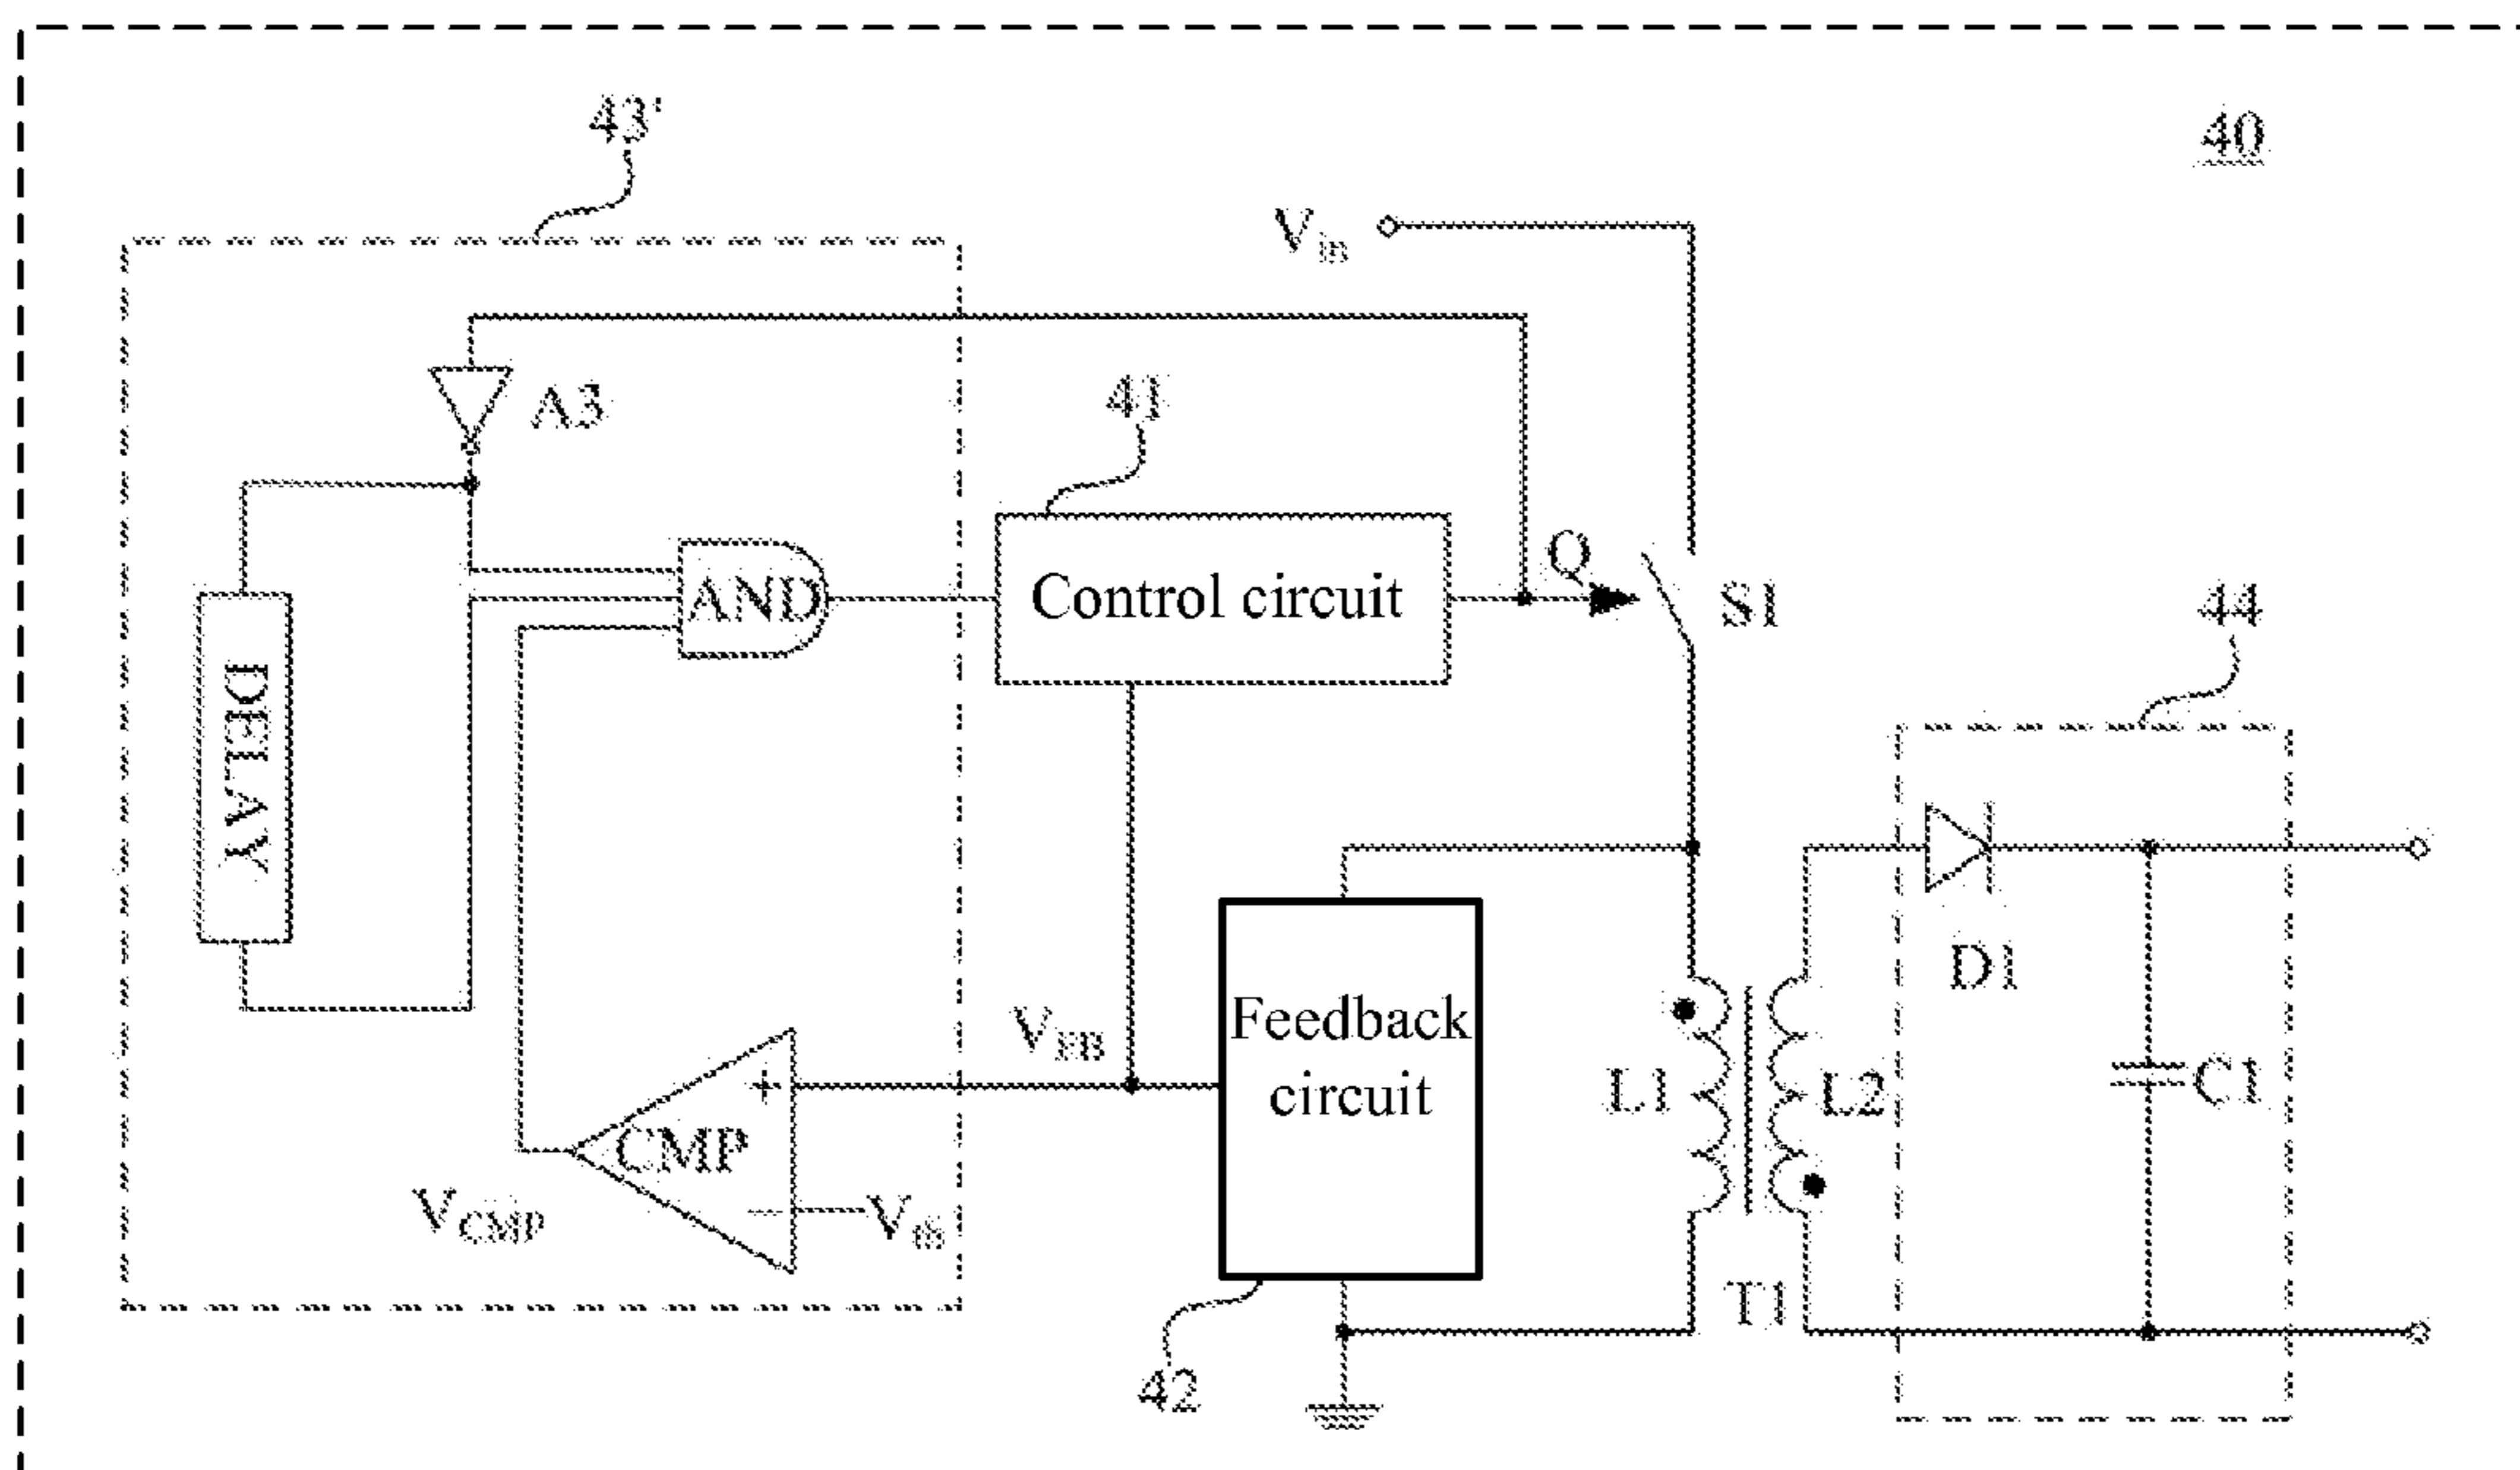 43'
40
Vin
A3
41
Q
AND
Control circuit
S1
44
DELAY
D1
VFB
Feedback
circuit
L1
L2
C1
+
CMP
VCMP
−
T1
42